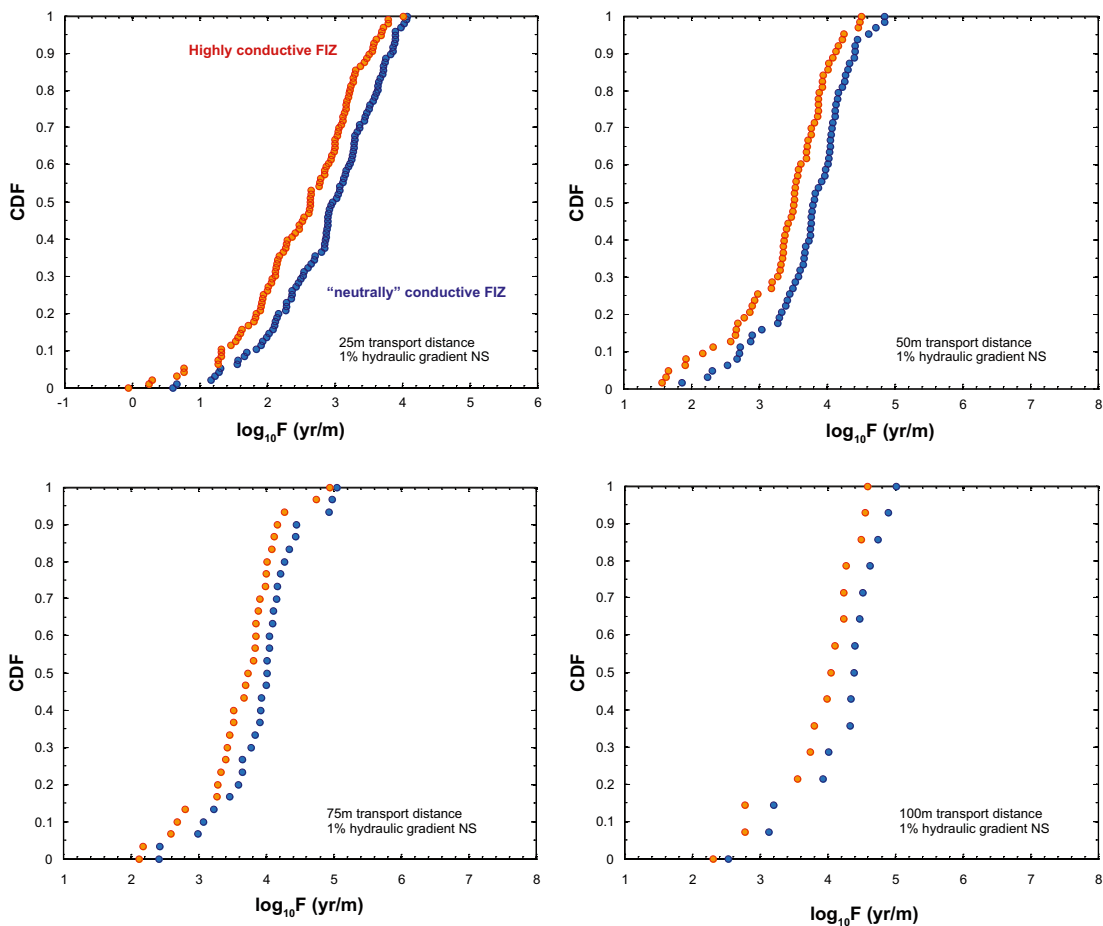 1
0.9
0.8
0.7
0.6
0.5
0.4
0.3
0.2
0.1
0
CDF
Highly conductive FIZ
“neutrally” conductive FIZ
25m transport distance
1% hydraulic gradient NS
-1 0 1 2 3 4 5 6
log10F (yr/m)
1
0.9
0.8
0.7
0.6
0.5
0.4
0.3
0.2
0.1
0
CDF
50m transport distance
1% hydraulic gradient NS
1 2 3 4 5 6 7 8
log10F (yr/m)
1
0.9
0.8
0.7
0.6
0.5
0.4
0.3
0.2
0.1
0
CDF
75m transport distance
1% hydraulic gradient NS
1 2 3 4 5 6 7 8
log10F (yr/m)
1
0.9
0.8
0.7
0.6
0.5
0.4
0.3
0.2
0.1
0
CDF
100m transport distance
1% hydraulic gradient NS
1 2 3 4 5 6 7 8
log10F (yr/m)